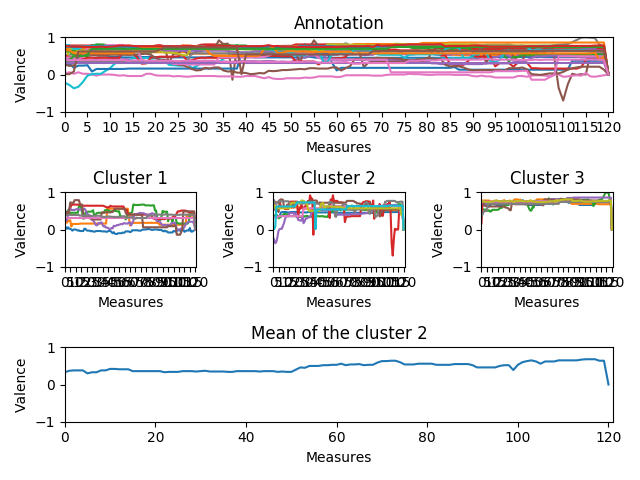 Annotation
Valence
1
0
−1
0 5 10 15 20 25 30 35 40 45 50 55 60 65 70 75 80 85 90 95 100 105 110 115 120
Measures
Cluster 1
Cluster 2
Cluster 3
Valence
1
0
−1
Valence
1
0
−1
Valence
1
0
−1
Measures
Measures
Measures
Mean of the cluster 2
Valence
1
0
−1
0 20 40 60 80 100 120
Measures